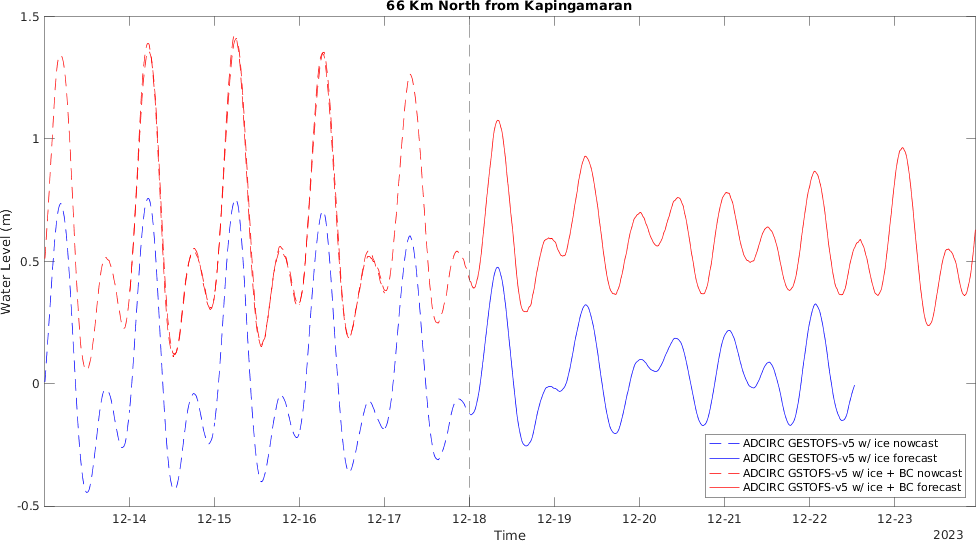 66 Km North from Kapingamaran
1.5
1
0.5
0
-0.5
Water Level (m)
12-14
12-15
12-16
12-17
12-18
12-19
12-20
12-21
12-22
12-23
Time
2023
ADCIRC GESTOFS-v5 w/ ice nowcast
ADCIRC GESTOFS-v5 w/ ice forecast
ADCIRC GSTOFS-v5 w/ ice + BC nowcast
ADCIRC GSTOFS-v5 w/ ice + BC forecast